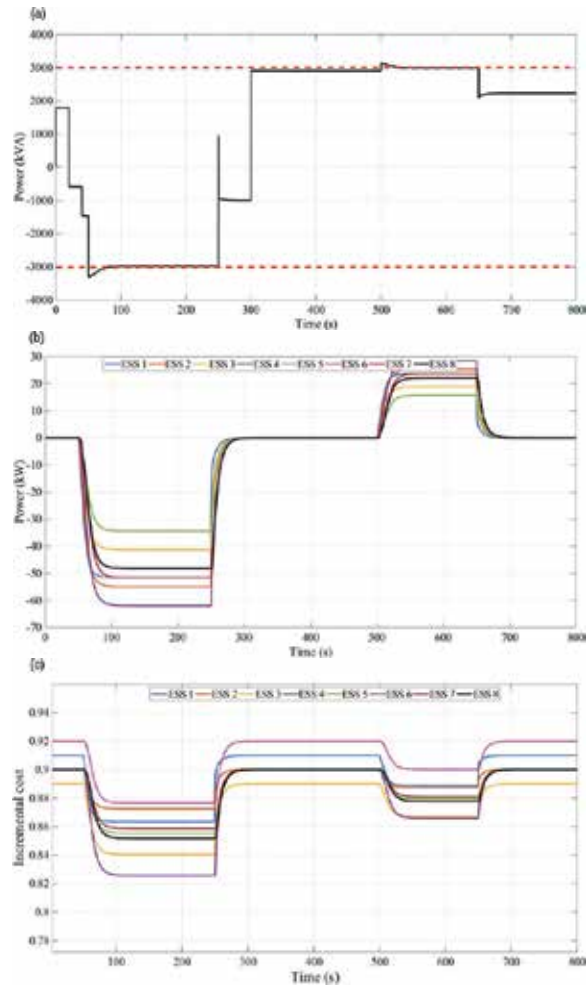 (a)
4000
3000
2000
1000
0
-1000
-2000
-3000
-4000
Power (kVA)
0 100 200 300 400 500 600 700 800
Time (s)
(b)
ESS 1 ESS 2 ESS 3 ESS 4 ESS 5 ESS 6 ESS 7 ESS 8
30
20
10
0
-10
-20
-30
-40
-50
-60
-70
Power (kW)
0 100 200 300 400 500 600 700 800
Time (s)
(c)
ESS 1 ESS 2 ESS 3 ESS 4 ESS 5 ESS 6 ESS 7 ESS 8
0.94
0.92
0.9
0.88
0.86
0.84
0.82
0.8
0.78
Incremental cost
100 200 300 400 500 600 700 800
Time (s)